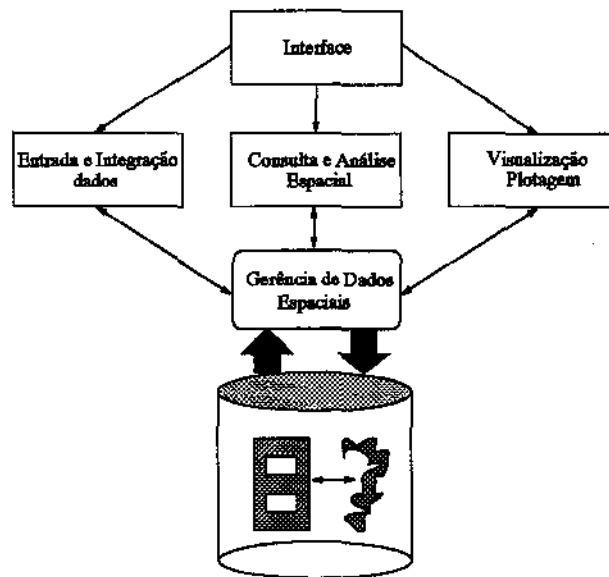 Interface
Entrada e Integração
dados
Consulta e Análise
Espacial
Visualização
Plotagem
Gerência de Dados
Espaciais